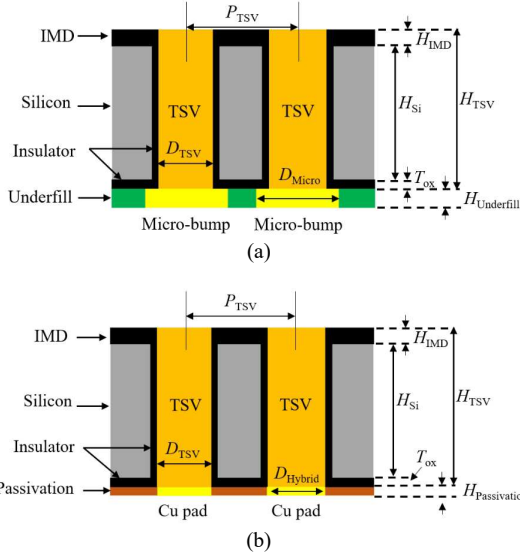 P_TSV
IMD
H_IMD
Silicon
TSV
TSV
H_Si
H_TSV
Insulator
D_TSV
D_Micro
T_ox
Underfill
H_Underfill
Micro-bump
Micro-bump
(a)
P_TSV
IMD
H_IMD
Silicon
TSV
TSV
H_Si
H_TSV
Insulator
D_TSV
D_Hybrid
T_ox
Passivation
H_Passivation
Cu pad
Cu pad
(b)